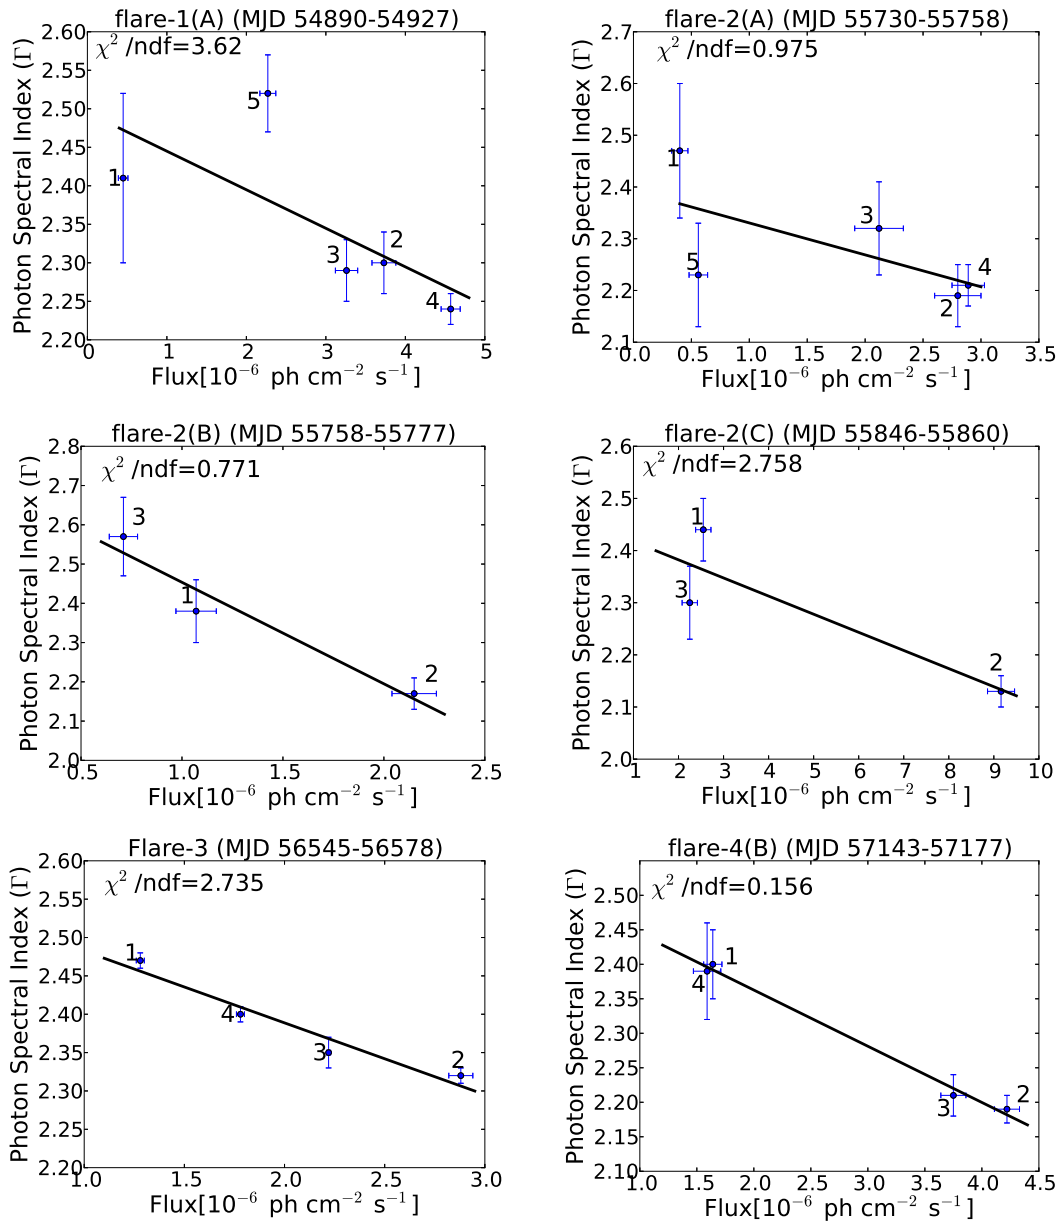 flare-1(A) (MJD 54890-54927)
χ² /ndf=3.62
Photon Spectral Index (Γ)
2.60
2.55
2.50
2.45
2.40
2.35
2.30
2.25
2.20
1
5
3
2
4
0 1 2 3 4 5
Flux[10⁻⁶ ph cm⁻² s⁻¹]
flare-2(A) (MJD 55730-55758)
χ² /ndf=0.975
Photon Spectral Index (Γ)
2.7
2.6
2.5
2.4
2.3
2.2
2.1
1
5
3
2
4
0.0 0.5 1.0 1.5 2.0 2.5 3.0 3.5
Flux[10⁻⁶ ph cm⁻² s⁻¹]
flare-2(B) (MJD 55758-55777)
χ² /ndf=0.771
Photon Spectral Index (Γ)
2.8
2.7
2.6
2.5
2.4
2.3
2.2
2.1
2.0
3
1
2
0.5 1.0 1.5 2.0 2.5
Flux[10⁻⁶ ph cm⁻² s⁻¹]
flare-2(C) (MJD 55846-55860)
χ² /ndf=2.758
Photon Spectral Index (Γ)
2.6
2.5
2.4
2.3
2.2
2.1
2.0
1
3
2
1 2 3 4 5 6 7 8 9 10
Flux[10⁻⁶ ph cm⁻² s⁻¹]
Flare-3 (MJD 56545-56578)
χ² /ndf=2.735
Photon Spectral Index (Γ)
2.60
2.55
2.50
2.45
2.40
2.35
2.30
2.25
2.20
1
4
3
2
1.0 1.5 2.0 2.5 3.0
Flux[10⁻⁶ ph cm⁻² s⁻¹]
flare-4(B) (MJD 57143-57177)
χ² /ndf=0.156
Photon Spectral Index (Γ)
2.50
2.45
2.40
2.35
2.30
2.25
2.20
2.15
2.10
1
4
3
2
1.0 1.5 2.0 2.5 3.0 3.5 4.0 4.5
Flux[10⁻⁶ ph cm⁻² s⁻¹]